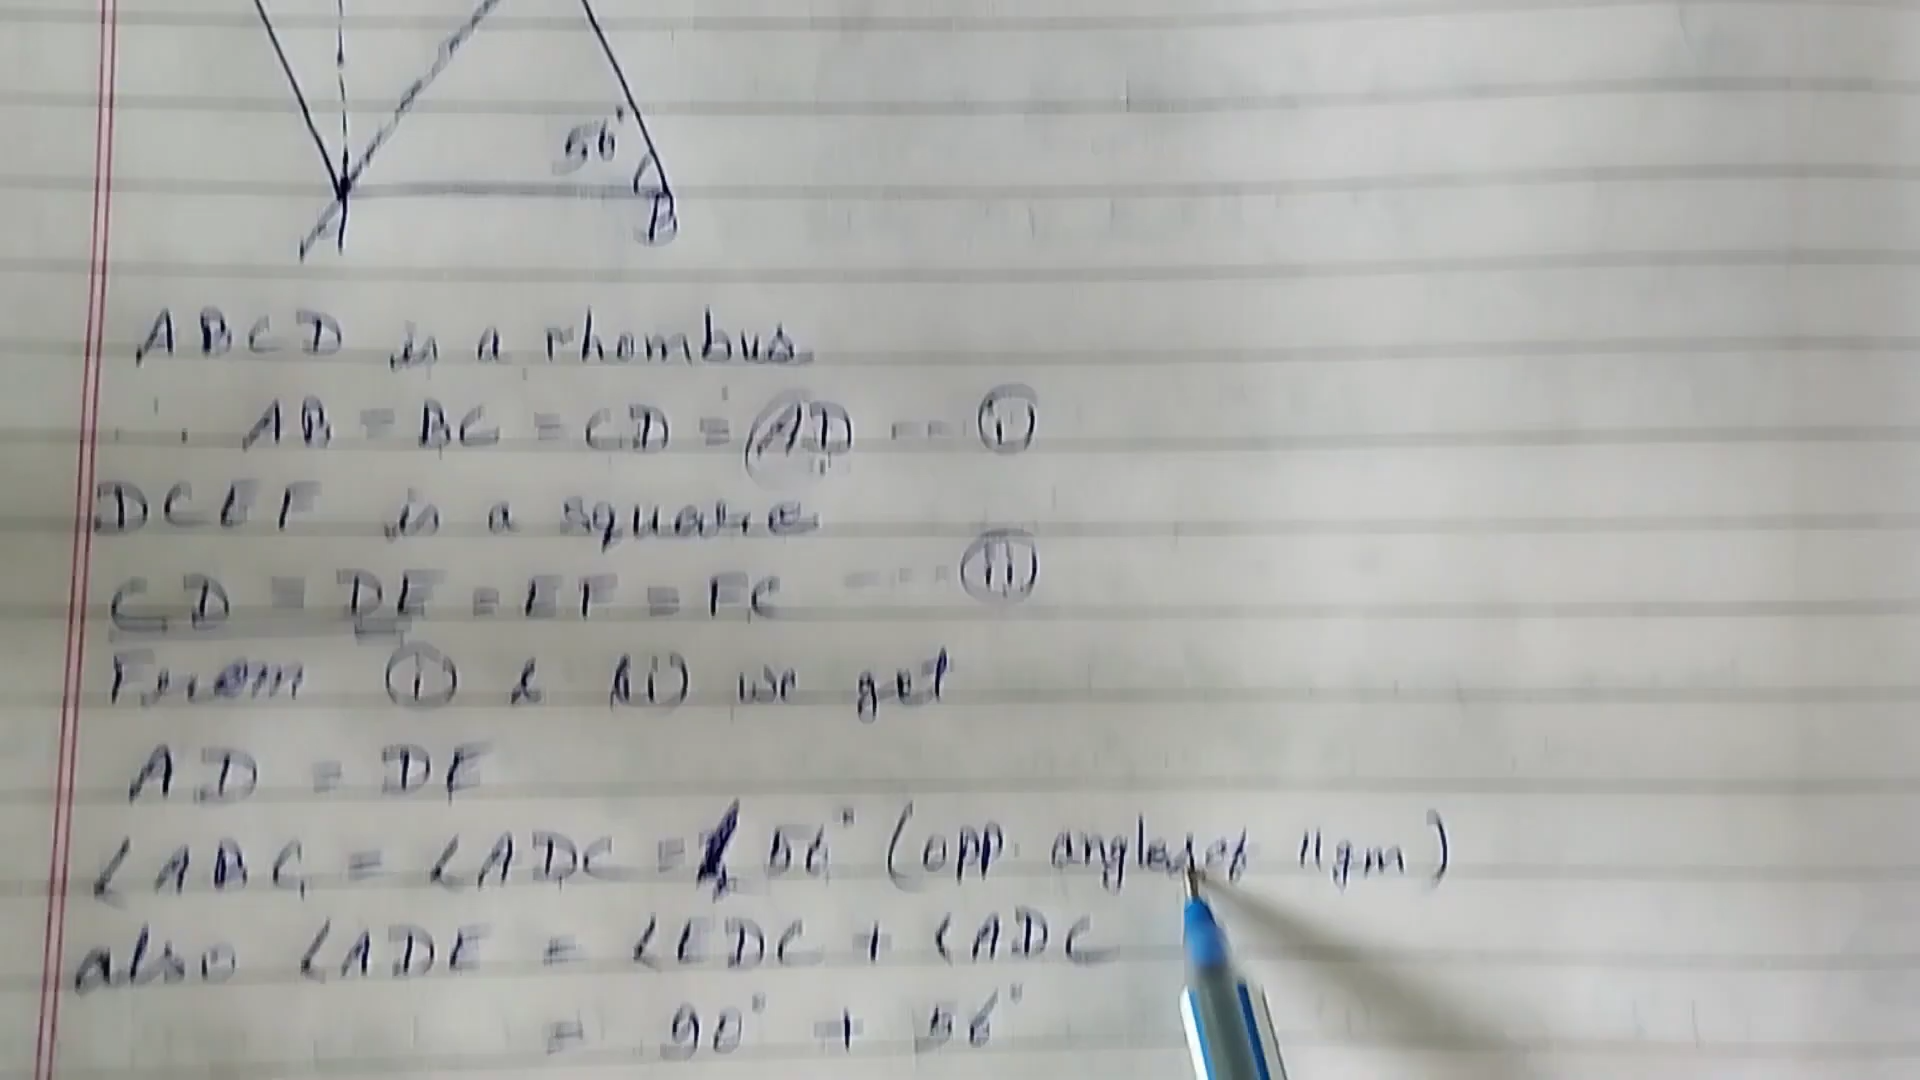 56°
B
ABCD is a rhombus
∴ AB = BC = CD = AD --- (i)
DCEF is a square
CD = DE = EF = FC --- (ii)
From (i) & (ii) we get
AD = DE
∠ABC = ∠ADC = 56° (opp. angles of llgm)
also ∠ADE = ∠EDC + ∠ADC
= 90° + 56°